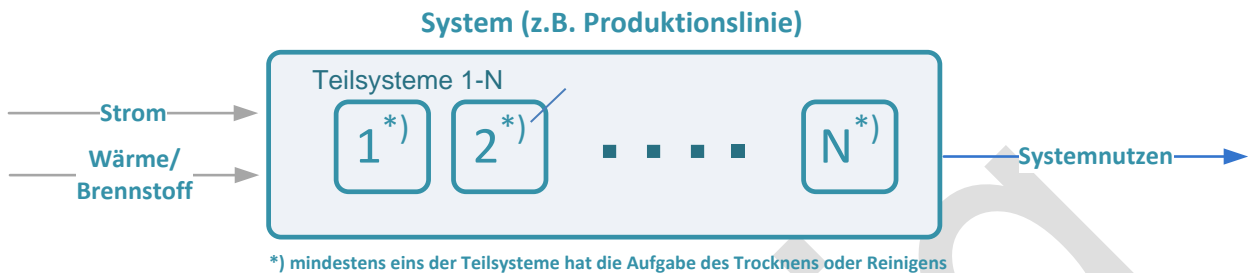 System (z.B. Produktionslinie)
Teilsysteme 1-N
Strom
Wärme/
Brennstoff
1*) 2*) N*)
Systemnutzen
*) mindestens eins der Teilsysteme hat die Aufgabe des Trocknens oder Reinigens